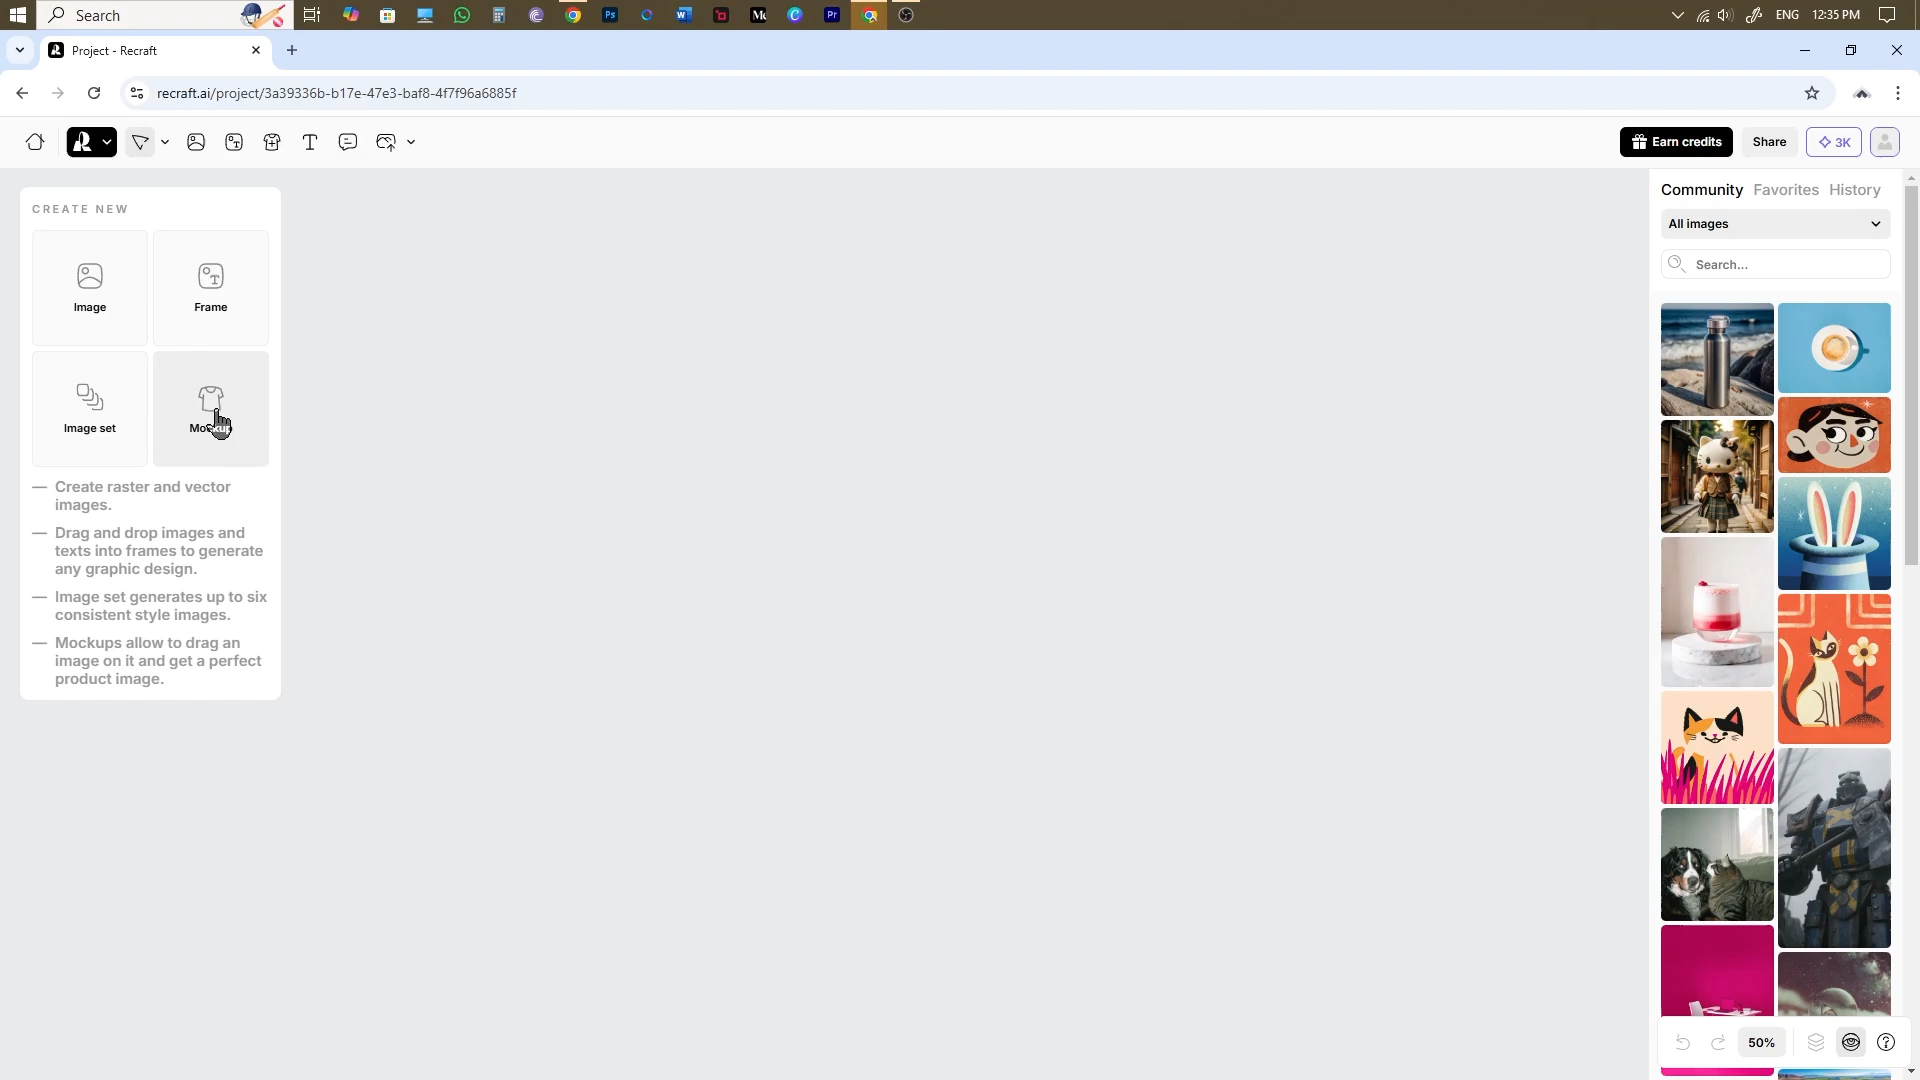 Search
ENG
12:35 PM
Project - Recraft
recraft.ai/project/3a39336b-b17e-47e3-baf8-4f7f96a6885f
Earn credits
Share
3K
CREATE NEW
Image
Frame
Image set
Mockup
— Create raster and vector
images.
— Drag and drop images and
texts into frames to generate
any graphic design.
— Image set generates up to six
consistent style images.
— Mockups allow to drag an
image on it and get a perfect
product image.
Community
Favorites
History
All images
Search...
50%